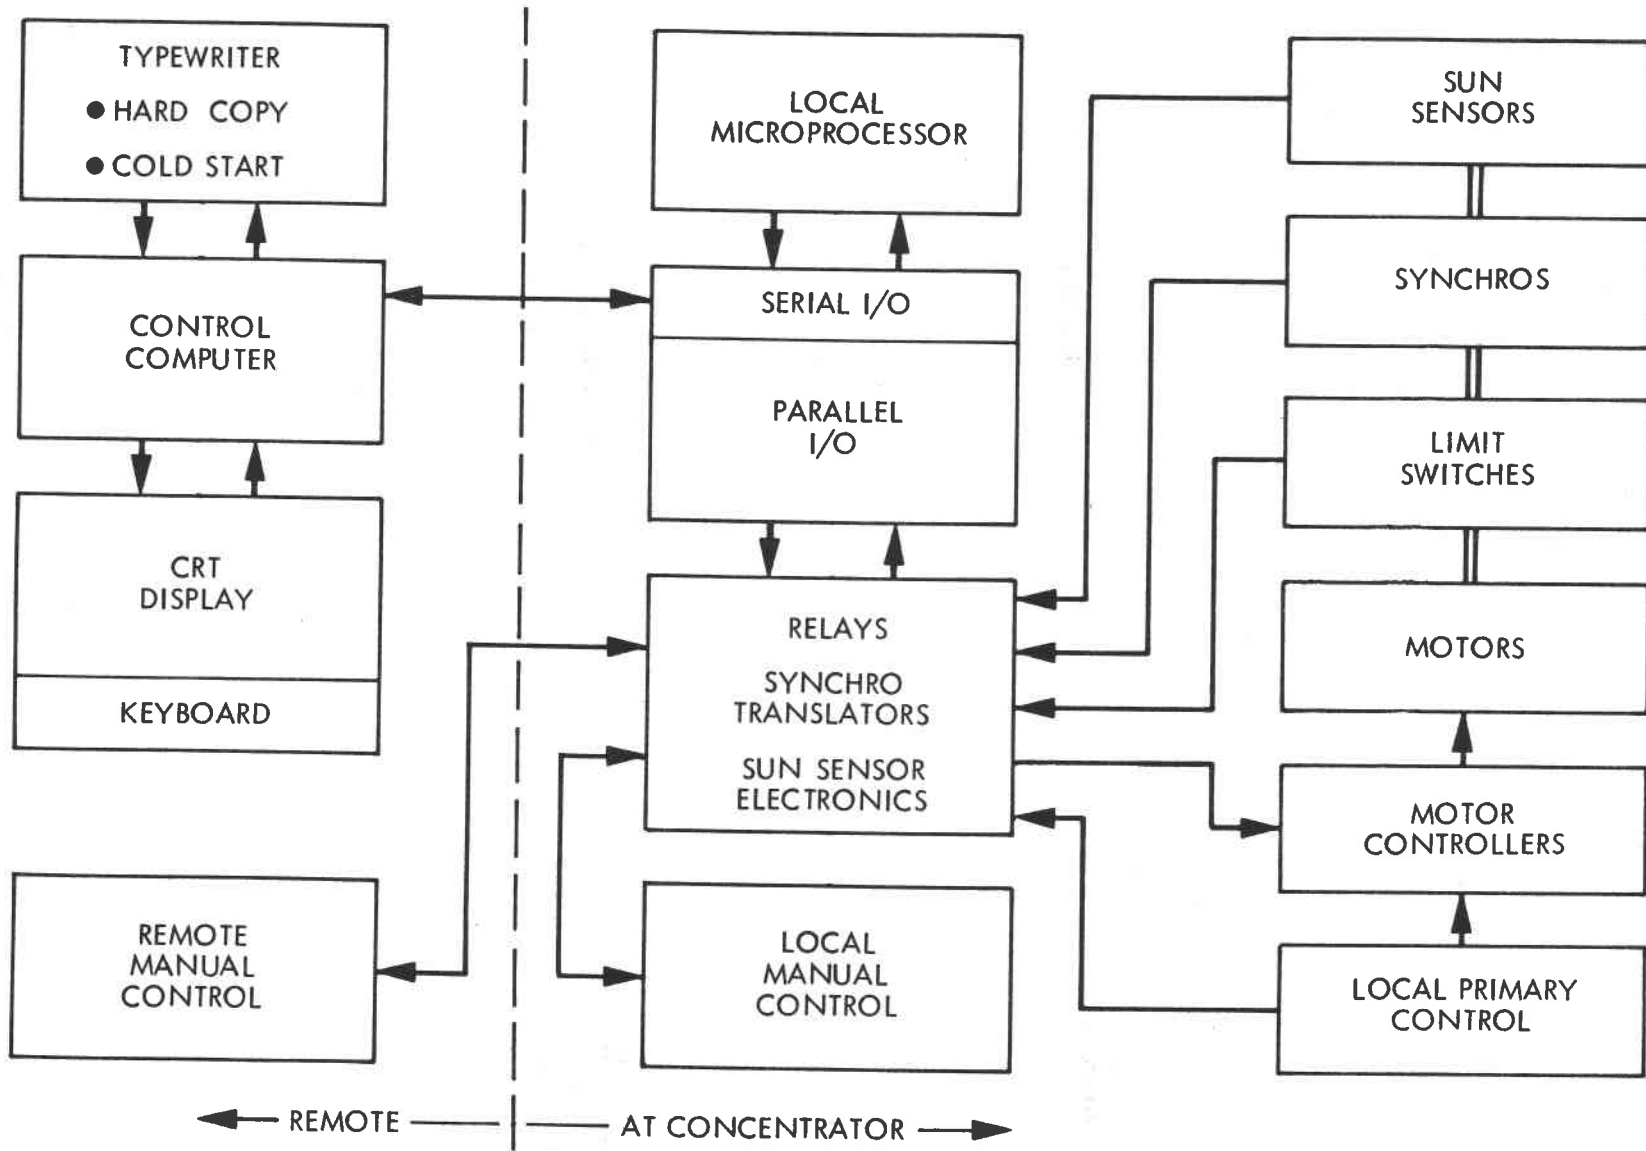 TYPEWRITER
● HARD COPY
● COLD START
CONTROL
COMPUTER
CRT
DISPLAY
KEYBOARD
REMOTE
MANUAL
CONTROL
LOCAL
MICROPROCESSOR
SERIAL I/O
PARALLEL
I/O
RELAYS
SYNCHRO
TRANSLATORS
SUN SENSOR
ELECTRONICS
LOCAL
MANUAL
CONTROL
SUN
SENSORS
SYNCHROS
LIMIT
SWITCHES
MOTORS
MOTOR
CONTROLLERS
LOCAL PRIMARY
CONTROL
REMOTE
AT CONCENTRATOR